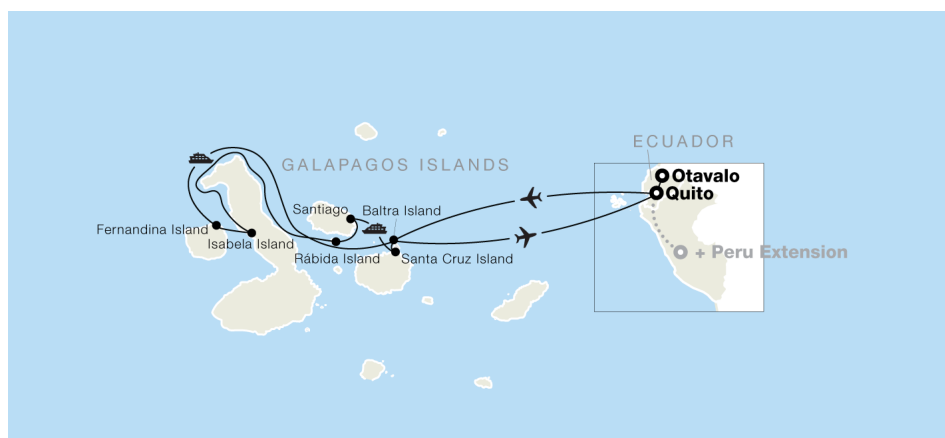 ECUADOR
GALAPAGOS ISLANDS
Otavalo
Quito
Santiago
Baltra Island
Fernandina Island
Isabela Island
Rábida Island
Santa Cruz Island
+ Peru Extension